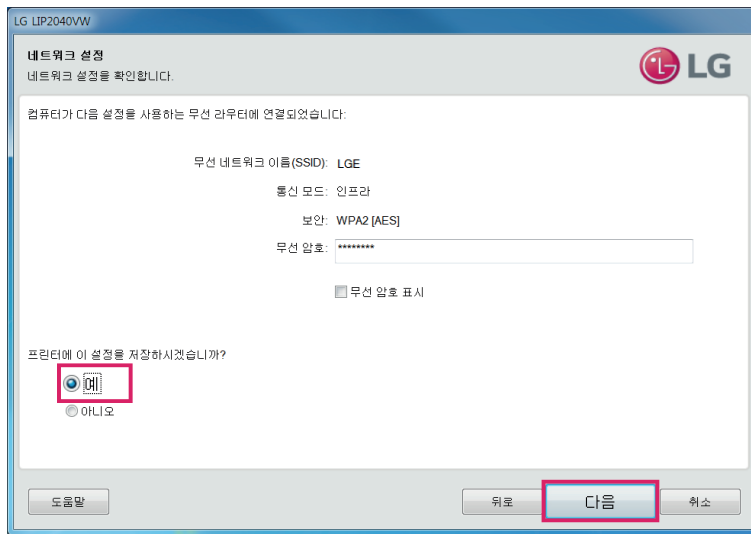 LG LIP2040VW
네트워크 설정
네트워크 설정을 확인합니다.
LG
컴퓨터가 다음 설정을 사용하는 무선 라우터에 연결되었습니다:
무선 네트워크 이름(SSID): LGE
통신 모드: 인프라
보안: WPA2 [AES]
무선 암호: ********
무선 암호 표시
프린터에 이 설정을 저장하시겠습니까?
예
아니오
도움말 뒤로 다음 취소